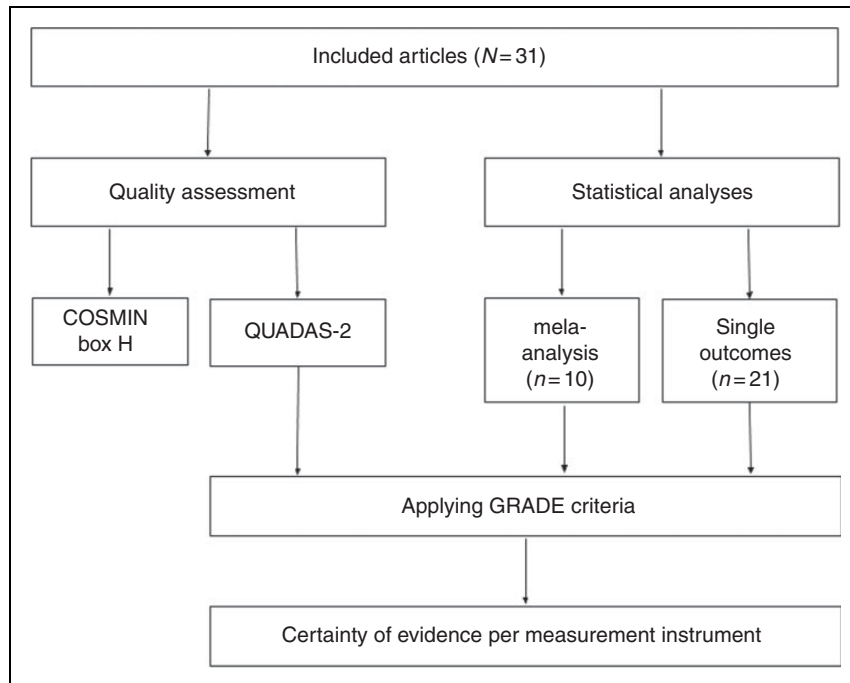 Included articles (N=31)
Quality assessment
Statistical analyses
COSMIN
box H
QUADAS-2
mela-
analysis
(n=10)
Single
outcomes
(n=21)
Applying GRADE criteria
Certainty of evidence per measurement instrument